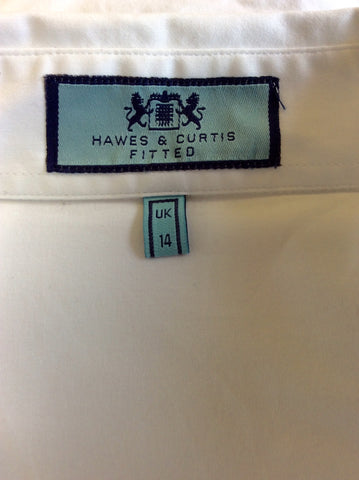 HAWES & CURTIS
FITTED
UK
14